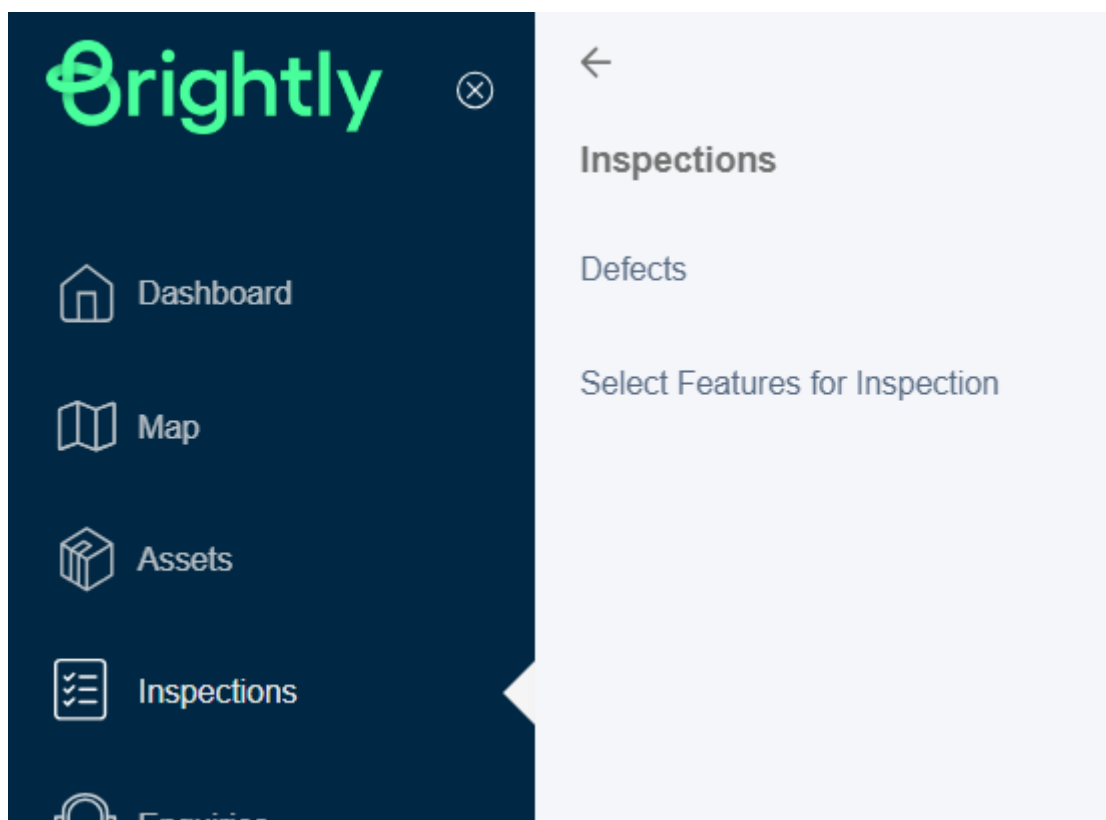 Brightly
Dashboard
Map
Assets
Inspections
Inspections
Defects
Select Features for Inspection